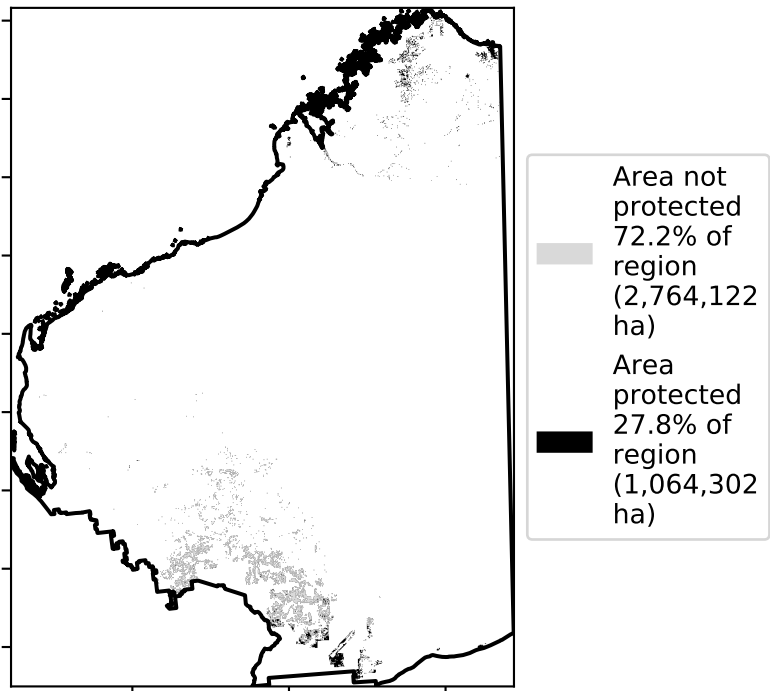 Area not
protected
72.2% of
region
(2,764,122
ha)
Area
protected
27.8% of
region
(1,064,302
ha)